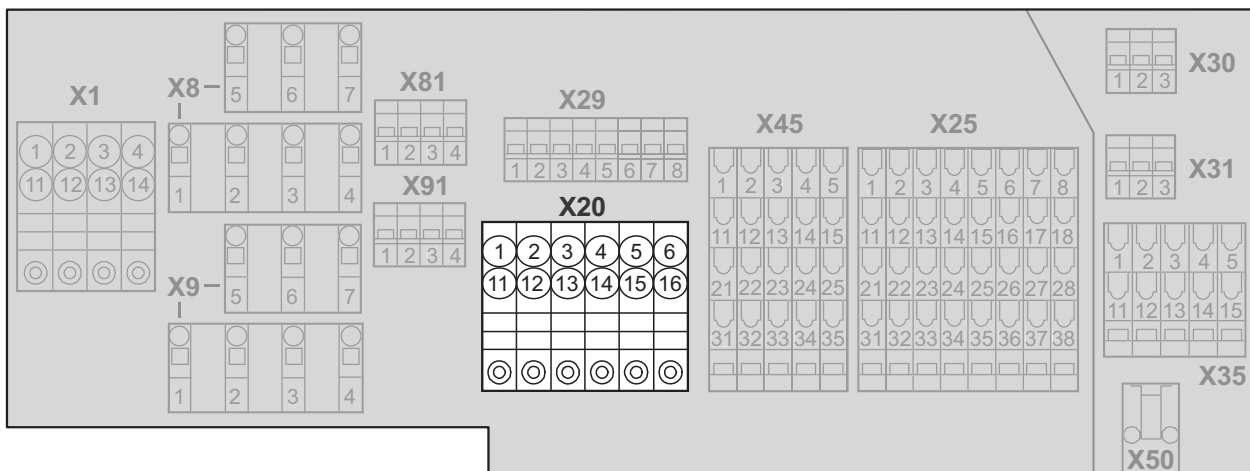 X1
1 2 3 4
11 12 13 14
X8
5 6 7
1 2 3 4
X9
5 6 7
1 2 3 4
X81
1 2 3 4
X91
1 2 3 4
X29
1 2 3 4 5 6 7 8
X20
1 2 3 4 5 6
11 12 13 14 15 16
X45
1 2 3 4 5
11 12 13 14 15
21 22 23 24 25
31 32 33 34 35
X25
1 2 3 4 5 6 7 8
11 12 13 14 15 16 17 18
21 22 23 24 25 26 27 28
31 32 33 34 35 36 37 38
X30
1 2 3
X31
1 2 3
1 2 3 4 5
11 12 13 14 15
X35
X50